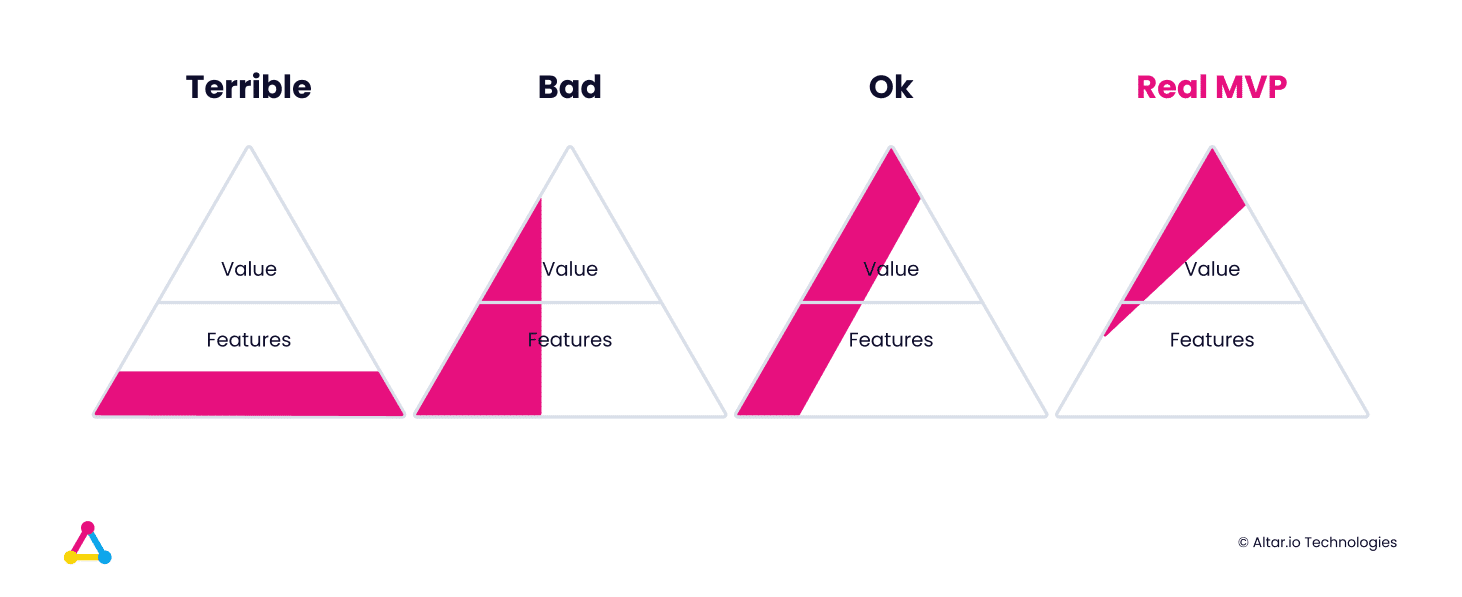 Terrible
Bad
Ok
Real MVP
Value
Value
Value
Value
Features
Features
Features
Features
© Altar.io Technologies